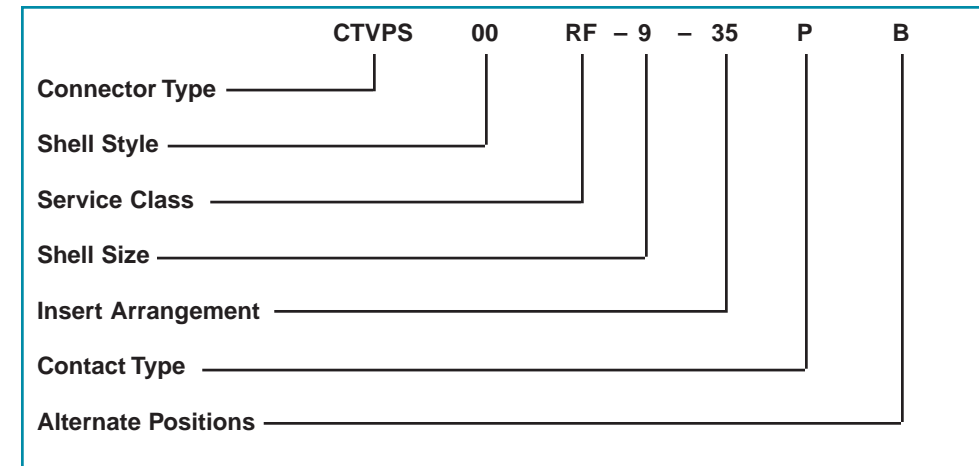 CTVPS 00 RF – 9 – 35 P B
Connector Type
Shell Style
Service Class
Shell Size
Insert Arrangement
Contact Type
Alternate Positions